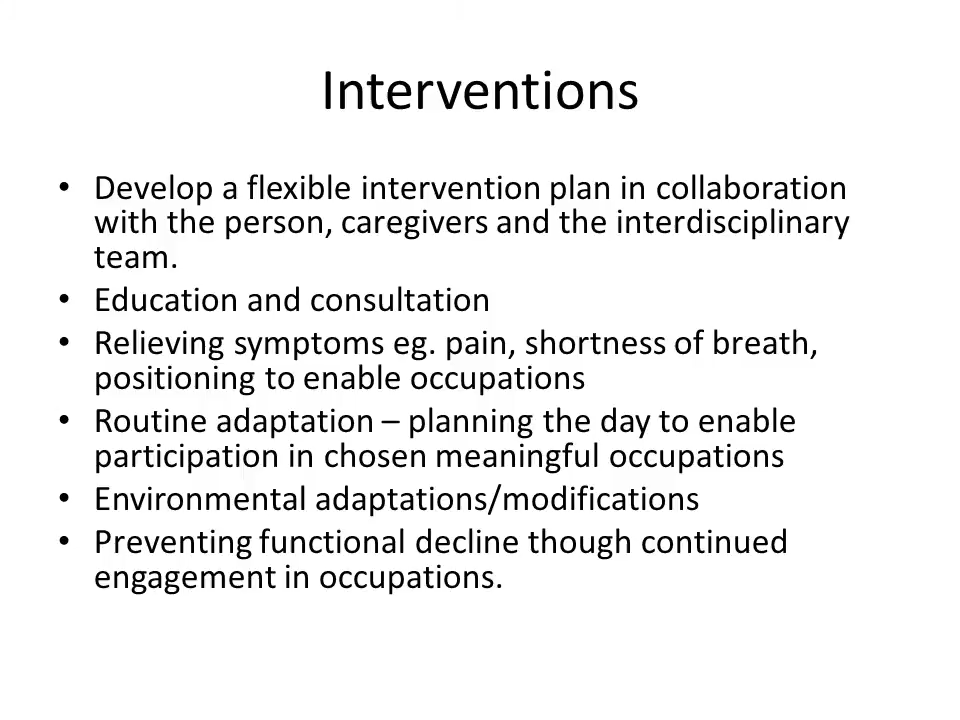 Interventions
• Develop a flexible intervention plan in collaboration
with the person, caregivers and the interdisciplinary
team.
• Education and consultation
• Relieving symptoms eg. pain, shortness of breath,
positioning to enable occupations
• Routine adaptation – planning the day to enable
participation in chosen meaningful occupations
• Environmental adaptations/modifications
• Preventing functional decline though continued
engagement in occupations.